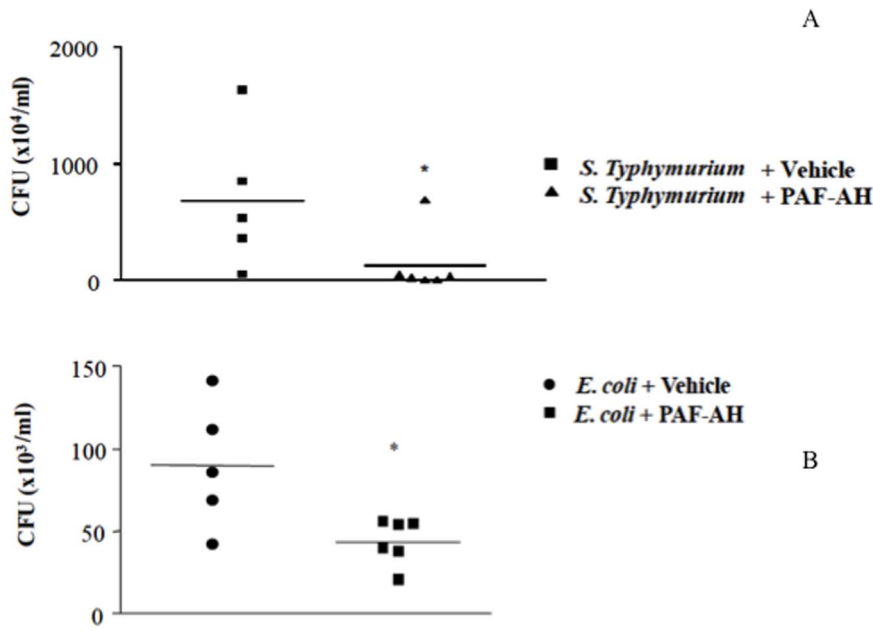 A
2000
1000
0
CFU (x10⁴/ml)
*
S. Typhymurium + Vehicle
S. Typhymurium + PAF-AH
150
100
50
0
CFU (x10³/ml)
*
E. coli + Vehicle
E. coli + PAF-AH
B